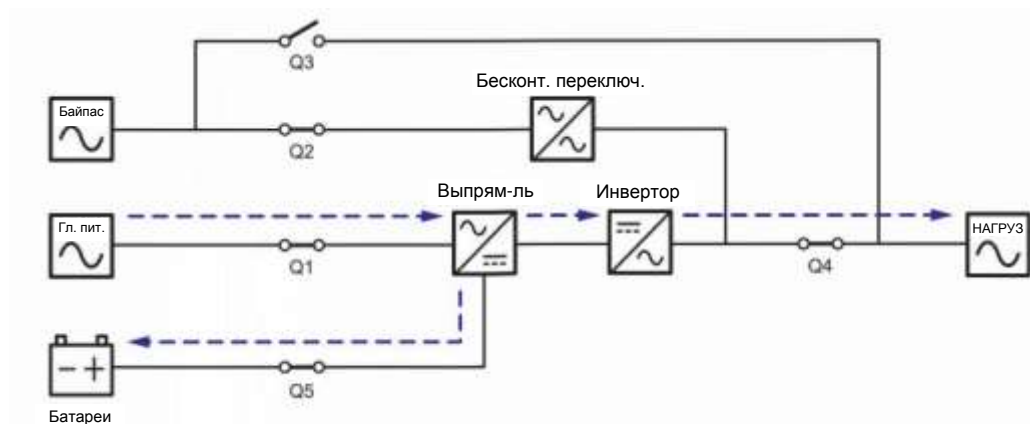 Q3
Бесконт. переключ.
Байпас
Q2
Выпрям-ль
Инвертор
Гл. пит.
НАГРУЗ
Q1
Q4
Q5
Батареи